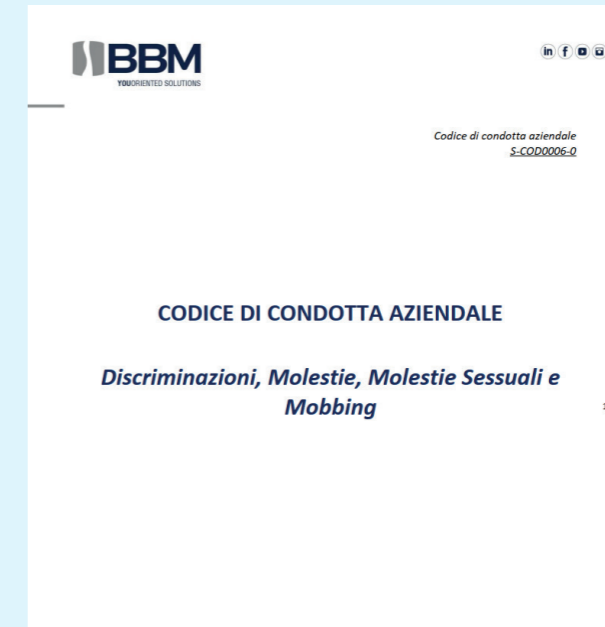 BBM
YOUORIENTED SOLUTIONS
Codice di condotta aziendale
S-COD0006-0
CODICE DI CONDOTTA AZIENDALE
Discriminazioni, Molestie, Molestie Sessuali e
Mobbing